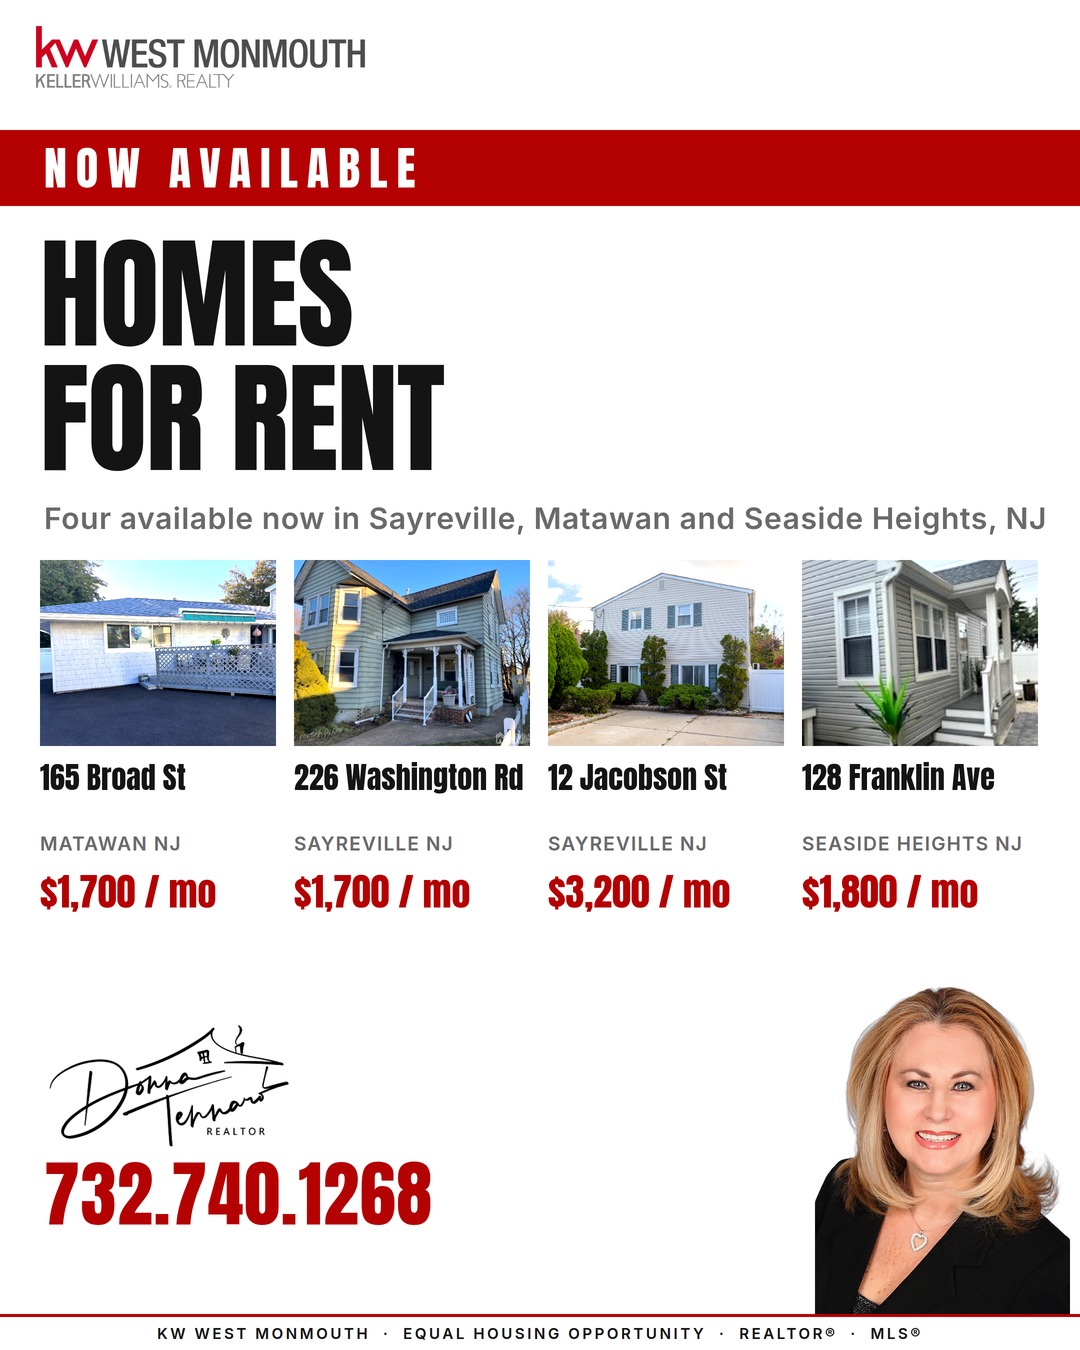 kw WEST MONMOUTH
KELLERWILLIAMS. REALTY
NOW AVAILABLE
HOMES
FOR RENT
Four available now in Sayreville, Matawan and Seaside Heights, NJ
165 Broad St
MATAWAN NJ
$1,700 / mo
226 Washington Rd
SAYREVILLE NJ
$1,700 / mo
12 Jacobson St
SAYREVILLE NJ
$3,200 / mo
128 Franklin Ave
SEASIDE HEIGHTS NJ
$1,800 / mo
Donna
Tennaro
REALTOR
732.740.1268
KW WEST MONMOUTH · EQUAL HOUSING OPPORTUNITY · REALTOR® · MLS®